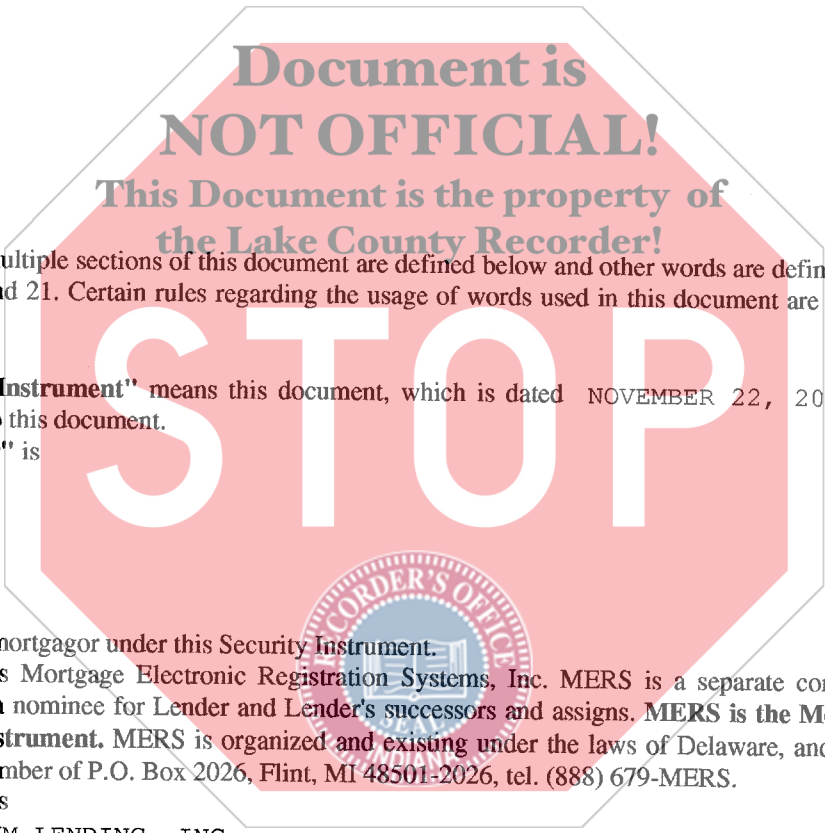 Document is
NOT OFFICIAL!
This Document is the property of
the Lake County Recorder!
ultiple sections of this document are defined below and other words are defin
d 21. Certain rules regarding the usage of words used in this document are
STOP
Instrument" means this document, which is dated NOVEMBER 22, 20
this document.
" is
RECORDER'S OFFICE
SEAL
INDIANA
mortgagor under this Security Instrument.
s Mortgage Electronic Registration Systems, Inc. MERS is a separate co
nominee for Lender and Lender's successors and assigns. MERS is the M
strument. MERS is organized and existing under the laws of Delaware, and
mber of P.O. Box 2026, Flint, MI 48501-2026, tel. (888) 679-MERS.
s
LENDING, INC